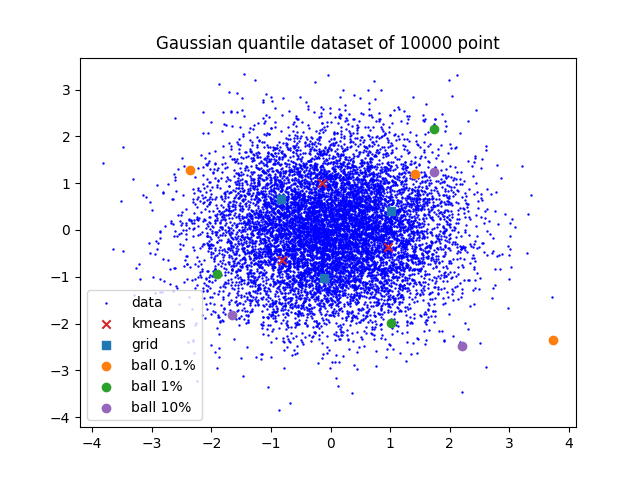 Gaussian quantile dataset of 10000 point
3
2
1
0
−1
−2
−3
−4
data
kmeans
grid
ball 0.1%
ball 1%
ball 10%
−4 −3 −2 −1 0 1 2 3 4